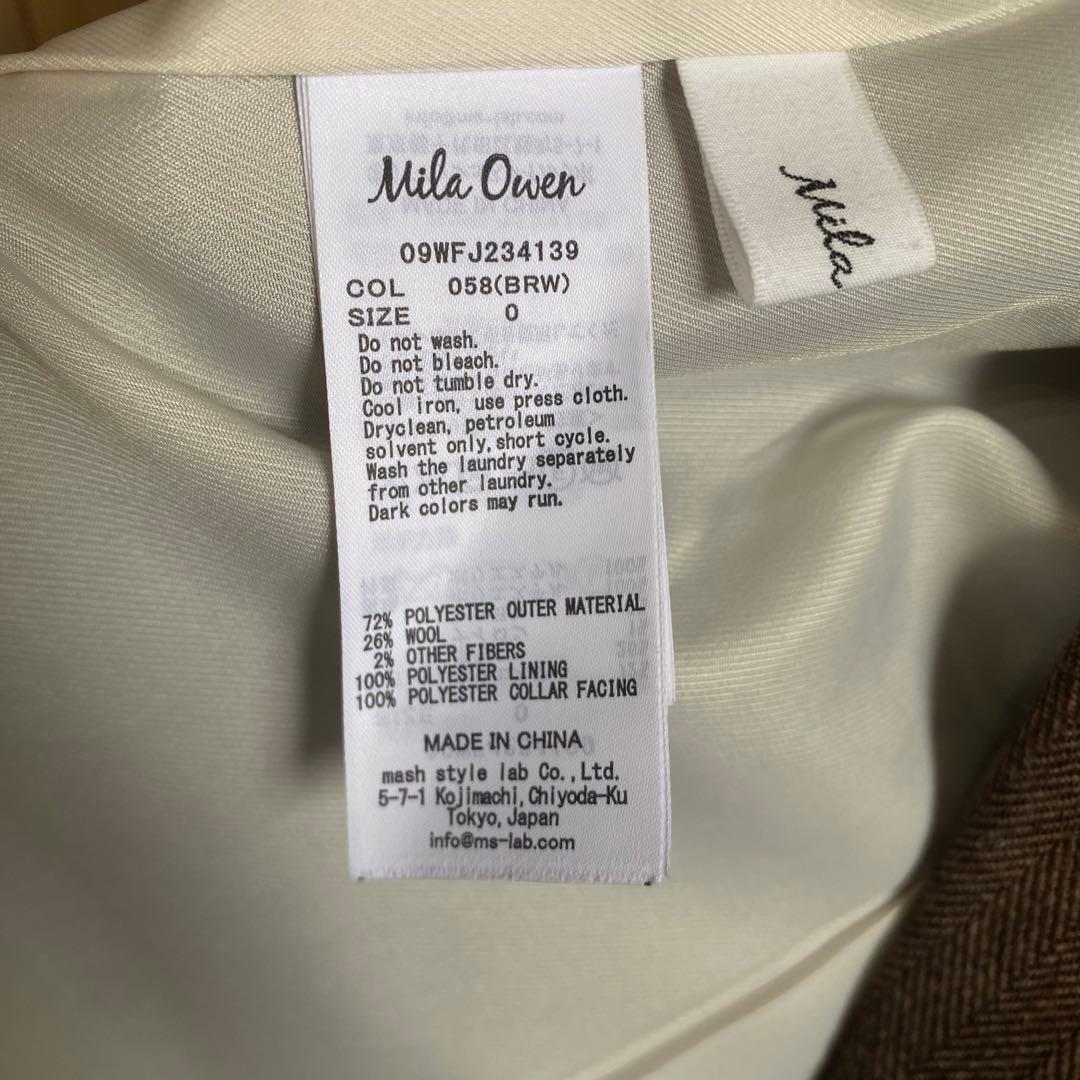 Mila Owen
09WFJ234139
COL 058(BRW)
SIZE 0
Do not wash.
Do not bleach.
Do not tumble dry.
Cool iron, use press cloth.
Dryclean, petroleum
solvent only, short cycle.
Wash the laundry separately
from other laundry.
Dark colors may run.
72% POLYESTER OUTER MATERIAL
26% WOOL
2% OTHER FIBERS
100% POLYESTER LINING
100% POLYESTER COLLAR FACING
MADE IN CHINA
mash style lab Co.,Ltd.
5-7-1 Kojimachi,Chiyoda-Ku
Tokyo,Japan
info@ms-lab.com
Mila